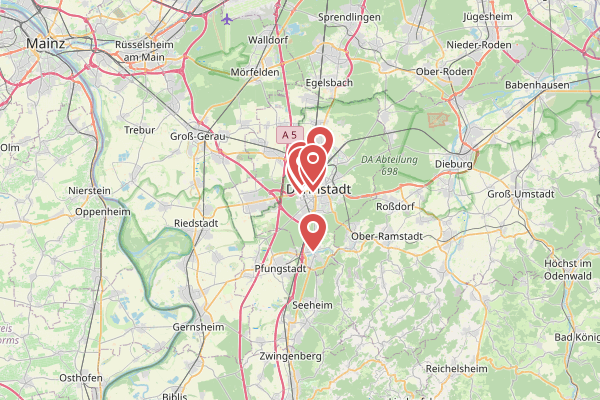 Sprendlingen
Jügesheim
Walldorf
Mainz
Rüsselsheim
am Main
Nieder-Roden
Mörfelden
Ober-Roden
Egelsbach
Babenhausen
Trebur
Groß-Gerau
A 5
Olm
DA Abteilung
698
Dieburg
Nierstein
Groß-Umstadt
Oppenheim
Roßdorf
Riedstadt
Ober-Ramstadt
Pfungstadt
Höchst im
Odenwald
Seeheim
Gernsheim
Bad König
Zwingenberg
Reichelsheim
Osthofen
Biblis